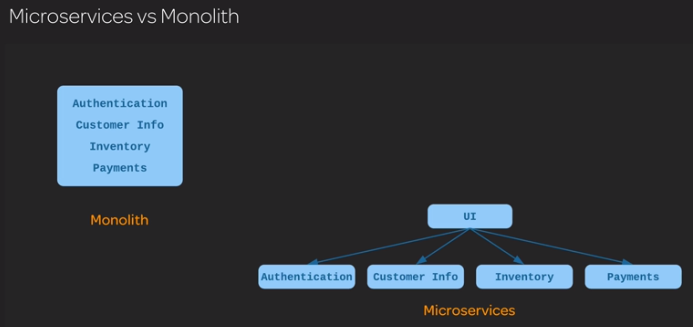 Microservices vs Monolith
Authentication
Customer Info
Inventory
Payments
Monolith
UI
Authentication
Customer Info
Inventory
Payments
Microservices